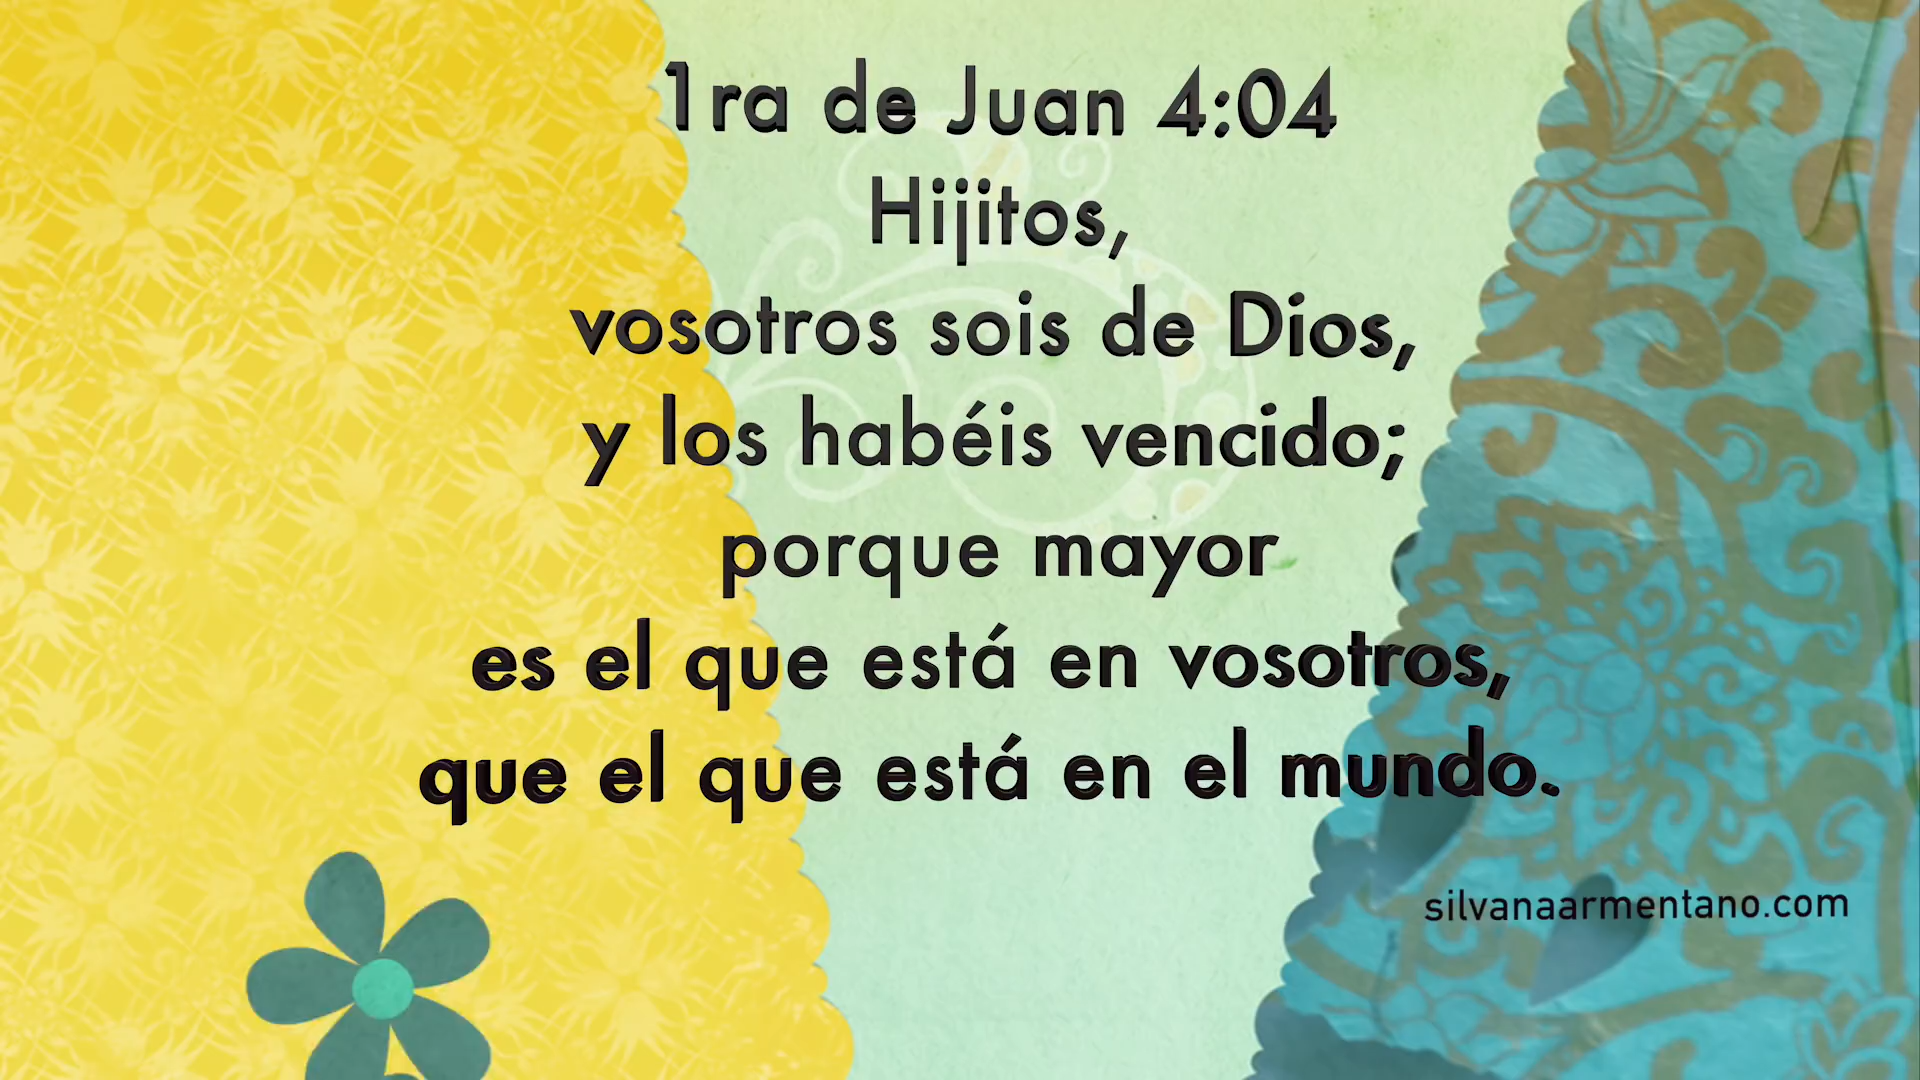 1ra de Juan 4:04
Hijitos,
vosotros sois de Dios,
y los habéis vencido;
porque mayor
es el que está en vosotros,
que el que está en el mundo.
silvanaarmentano.com